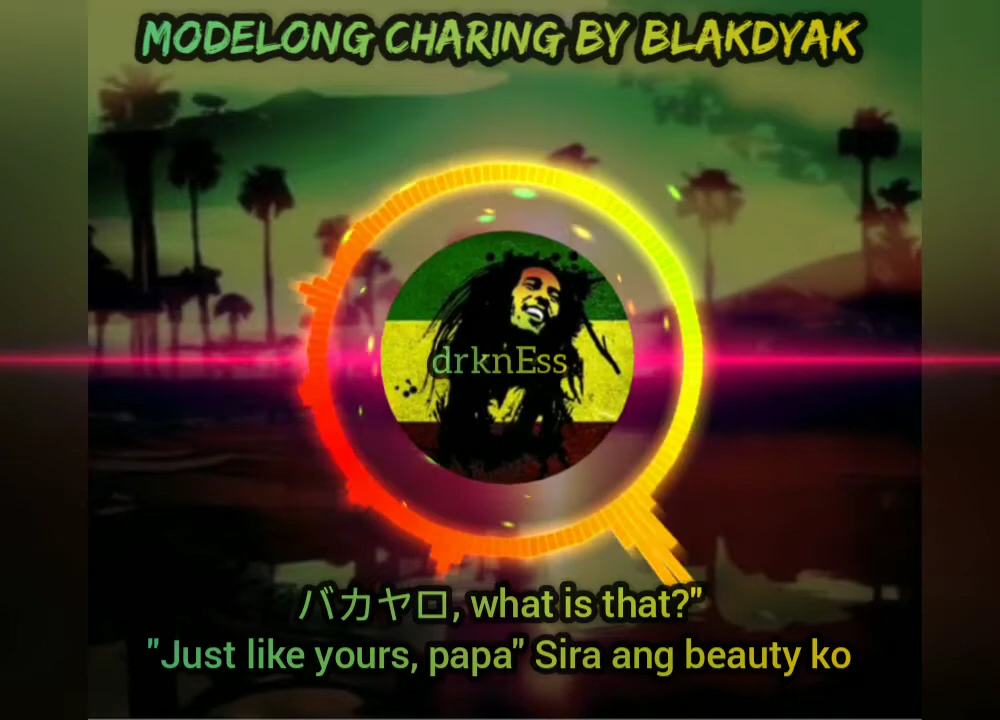 MODELONG CHARING BY BLAKDYAK
drknEss
バカヤロ, what is that?"
"Just like yours, papa" Sira ang beauty ko